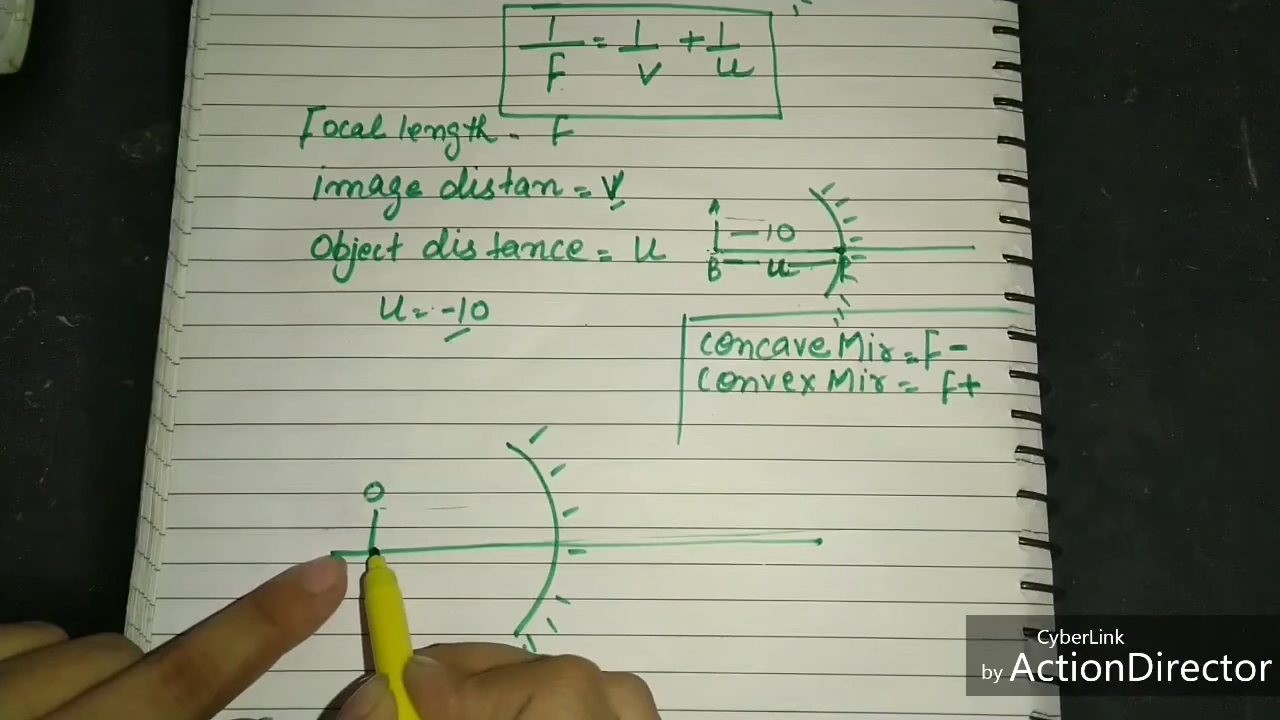 1/F = 1/V + 1/u
Focal length - F
image distan = V
Object distance = u
u = -10
-10
B u P
concave Mir = F-
convex Mir = F+
O
CyberLink
by ActionDirector